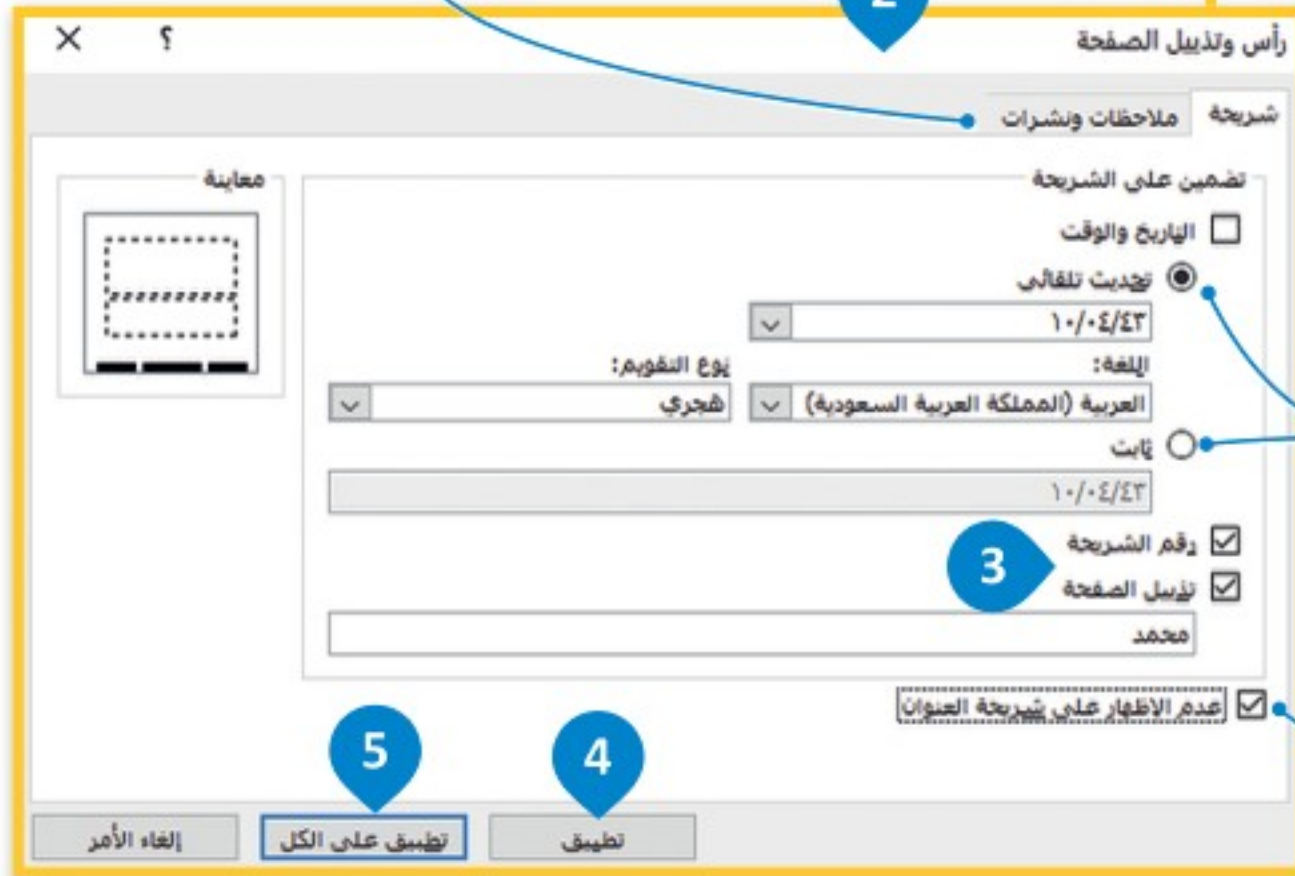 2
رأس وتذييل الصفحة
؟ ×
شريحة ملاحظات ونشرات
تضمين على الشريحة
معاينة
التاريخ والوقت
تحديث تلقائي
١٠/٠٤/٤٣
اللغة: نوع التقويم:
العربية (المملكة العربية السعودية) هجري
ثابت
١٠/٠٤/٤٣
رقم الشريحة
3
تذييل الصفحة
محمد
عدم الإظهار على شريحة العنوان
4 5
تطبيق تطبيق على الكل إلغاء الأمر